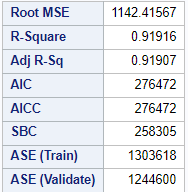 Root MSE 1142.41567
R-Square 0.91916
Adj R-Sq 0.91907
AIC 276472
AICC 276472
SBC 258305
ASE (Train) 1303618
ASE (Validate) 1244600